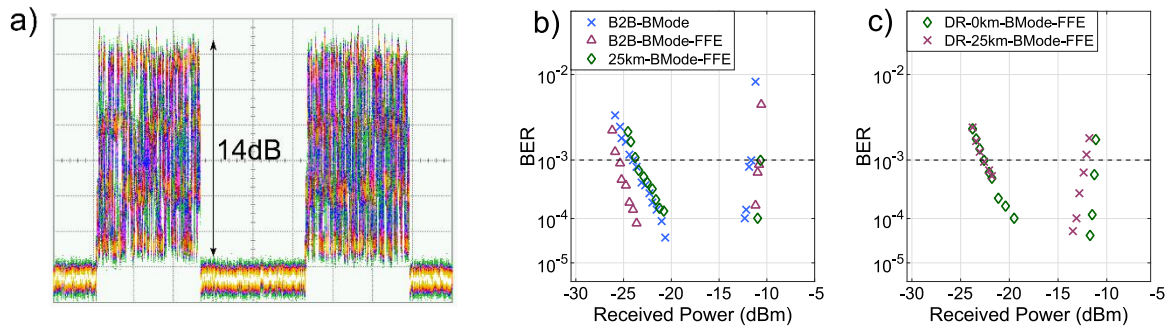 a)
14dB
b)
B2B-BMode
B2B-BMode-FFE
25km-BMode-FFE
BER
10-2
10-3
10-4
10-5
-30 -25 -20 -15 -10 -5
Received Power (dBm)
c)
DR-0km-BMode-FFE
DR-25km-BMode-FFE
BER
10-2
10-3
10-4
10-5
-30 -25 -20 -15 -10 -5
Received Power (dBm)